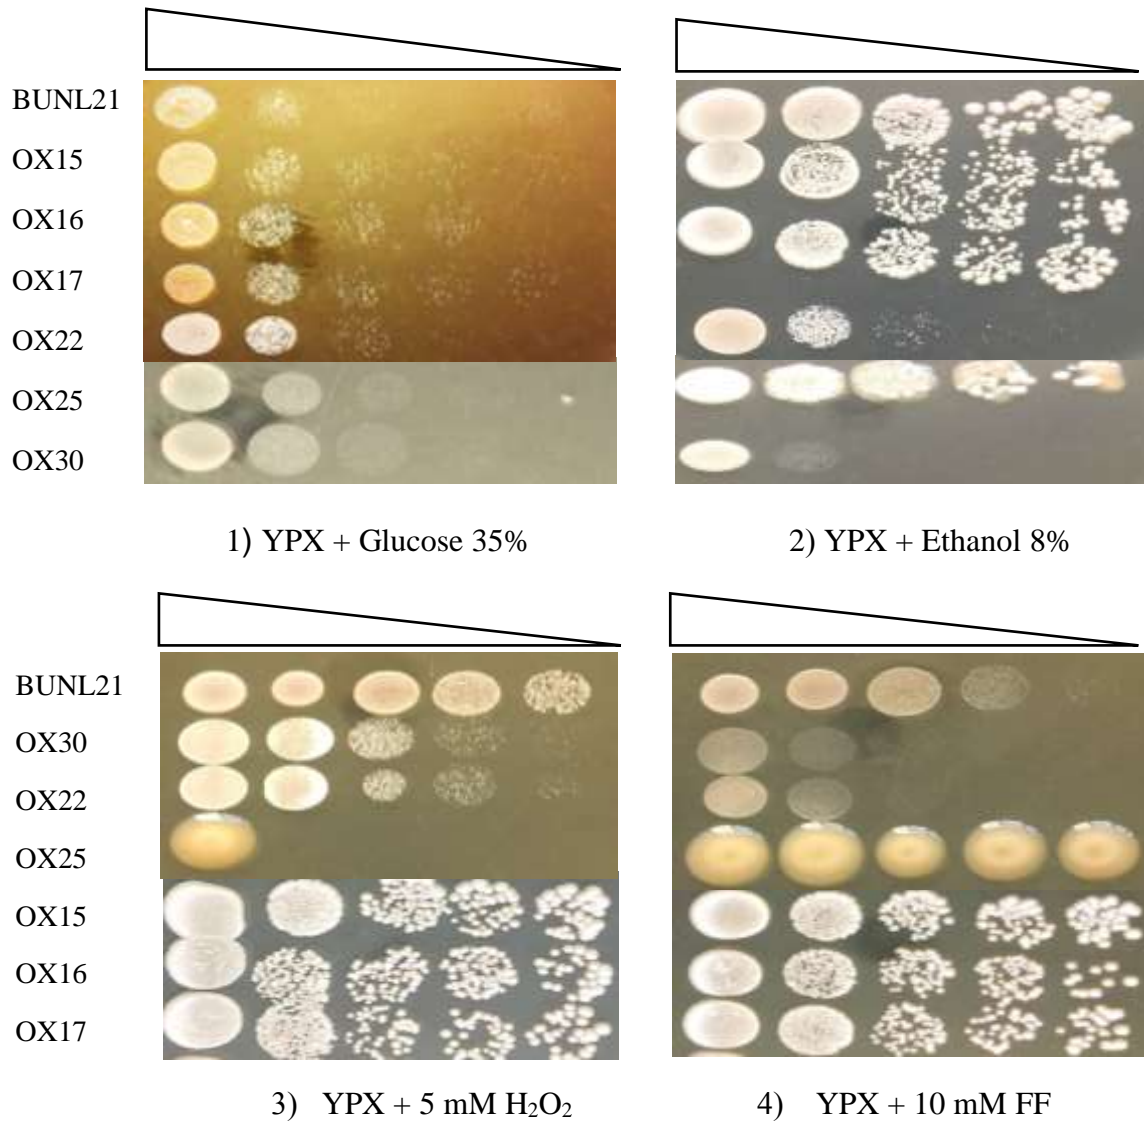 BUNL21
OX15
OX16
OX17
OX22
OX25
OX30
1) YPX + Glucose 35%
2) YPX + Ethanol 8%
BUNL21
OX30
OX22
OX25
OX15
OX16
OX17
3) YPX + 5 mM H₂O₂
4) YPX + 10 mM FF